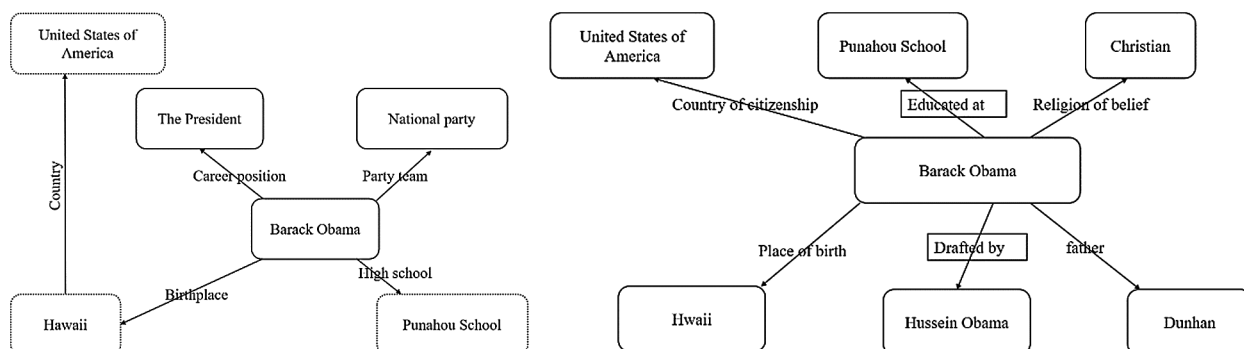 United States of
America
The President
National party
Career position
Party team
Country
Barack Obama
High school
Birthplace
Hawaii
Punahou School
United States of
America
Punahou School
Christian
Country of citizenship
Educated at
Religion of belief
Barack Obama
Place of birth
Drafted by
father
Hwaii
Hussein Obama
Dunhan